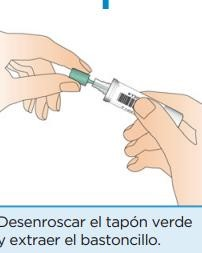 Desenroscar el tapón verde
y extraer el bastoncillo.